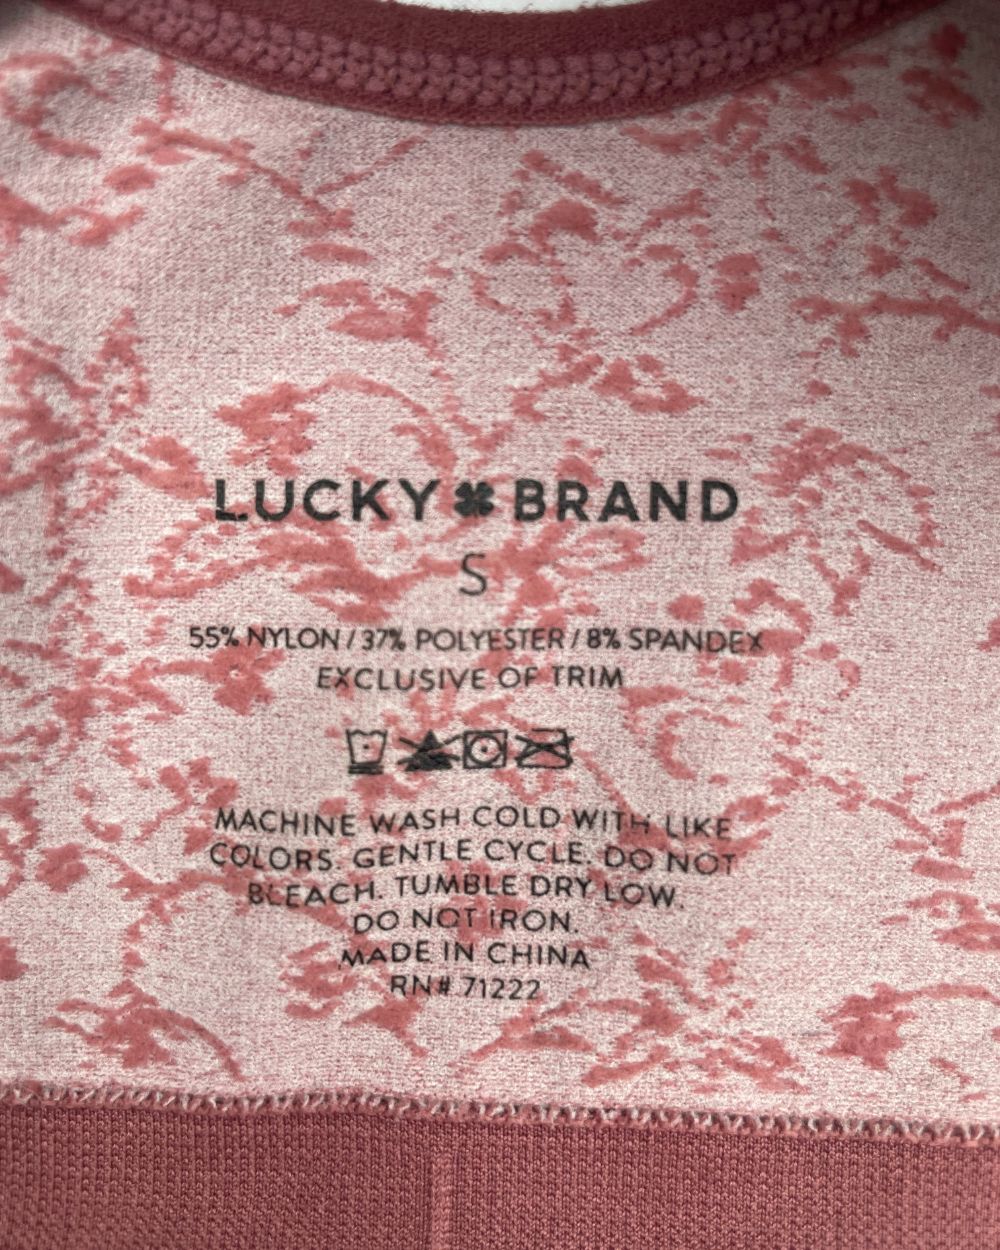 LUCKY BRAND
S
55% NYLON / 37% POLYESTER / 8% SPANDEX
EXCLUSIVE OF TRIM
MACHINE WASH COLD WITH LIKE
COLORS. GENTLE CYCLE. DO NOT
BLEACH. TUMBLE DRY LOW.
DO NOT IRON.
MADE IN CHINA
RN# 71222